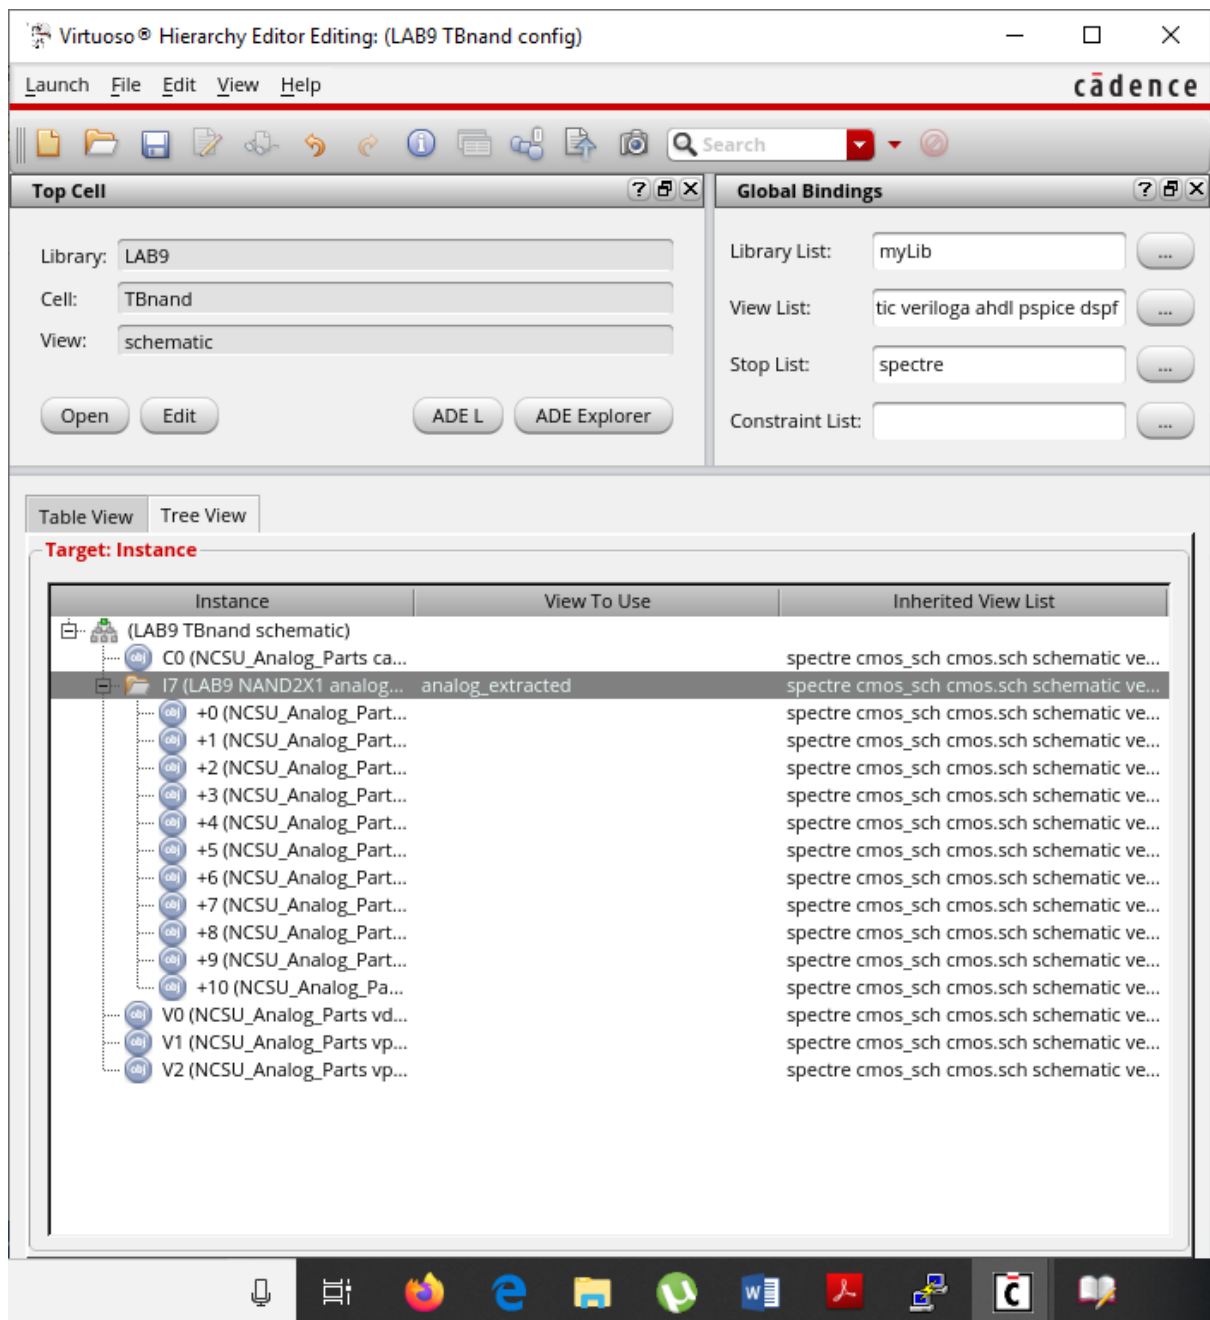 Virtuoso® Hierarchy Editor Editing: (LAB9 TBnand config)
Launch File Edit View Help
cādence
Search
Top Cell
Global Bindings
Library: LAB9
Cell: TBnand
View: schematic
Open Edit ADE L ADE Explorer
Library List: myLib ...
View List: tic veriloga ahdl pspice dspf ...
Stop List: spectre ...
Constraint List: ...
Table View Tree View
Target: Instance
Instance View To Use Inherited View List
(LAB9 TBnand schematic)
C0 (NCSU_Analog_Parts ca... spectre cmos_sch cmos.sch schematic ve...
I7 (LAB9 NAND2X1 analog... analog_extracted spectre cmos_sch cmos.sch schematic ve...
+0 (NCSU_Analog_Part... spectre cmos_sch cmos.sch schematic ve...
+1 (NCSU_Analog_Part... spectre cmos_sch cmos.sch schematic ve...
+2 (NCSU_Analog_Part... spectre cmos_sch cmos.sch schematic ve...
+3 (NCSU_Analog_Part... spectre cmos_sch cmos.sch schematic ve...
+4 (NCSU_Analog_Part... spectre cmos_sch cmos.sch schematic ve...
+5 (NCSU_Analog_Part... spectre cmos_sch cmos.sch schematic ve...
+6 (NCSU_Analog_Part... spectre cmos_sch cmos.sch schematic ve...
+7 (NCSU_Analog_Part... spectre cmos_sch cmos.sch schematic ve...
+8 (NCSU_Analog_Part... spectre cmos_sch cmos.sch schematic ve...
+9 (NCSU_Analog_Part... spectre cmos_sch cmos.sch schematic ve...
+10 (NCSU_Analog_Pa... spectre cmos_sch cmos.sch schematic ve...
V0 (NCSU_Analog_Parts vd... spectre cmos_sch cmos.sch schematic ve...
V1 (NCSU_Analog_Parts vp... spectre cmos_sch cmos.sch schematic ve...
V2 (NCSU_Analog_Parts vp... spectre cmos_sch cmos.sch schematic ve...